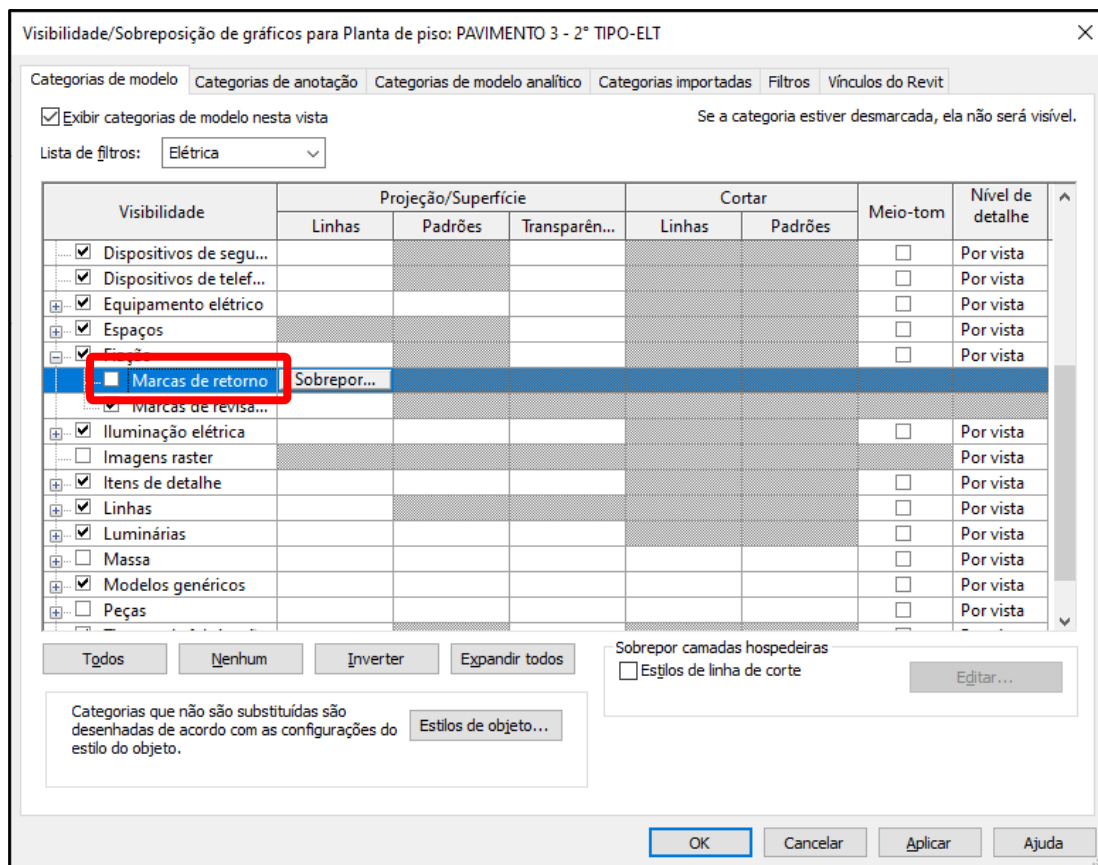 Visibilidade/Sobreposição de gráficos para Planta de piso: PAVIMENTO 3 - 2° TIPO-ELT
Categorias de modelo Categorias de anotação Categorias de modelo analítico Categorias importadas Filtros Vínculos do Revit
Exibir categorias de modelo nesta vista Se a categoria estiver desmarcada, ela não será visível.
Lista de filtros: Elétrica
Visibilidade Projeção/Superfície Cortar Meio-tom Nível de detalhe
Linhas Padrões Transparên... Linhas Padrões
Dispositivos de segu... Por vista
Dispositivos de telef... Por vista
Equipamento elétrico Por vista
Espaços Por vista
Fiação Por vista
Marcas de retorno Sobrepor...
Marcas de revisa...
Iluminação elétrica Por vista
Imagens raster Por vista
Itens de detalhe Por vista
Linhas Por vista
Luminárias Por vista
Massa Por vista
Modelos genéricos Por vista
Peças Por vista
Todos Nenhum Inverter Expandir todos
Sobrepor camadas hospedeiras
Estilos de linha de corte Editar...
Categorias que não são substituídas são
desenhadas de acordo com as configurações do
estilo do objeto.
Estilos de objeto...
OK Cancelar Aplicar Ajuda